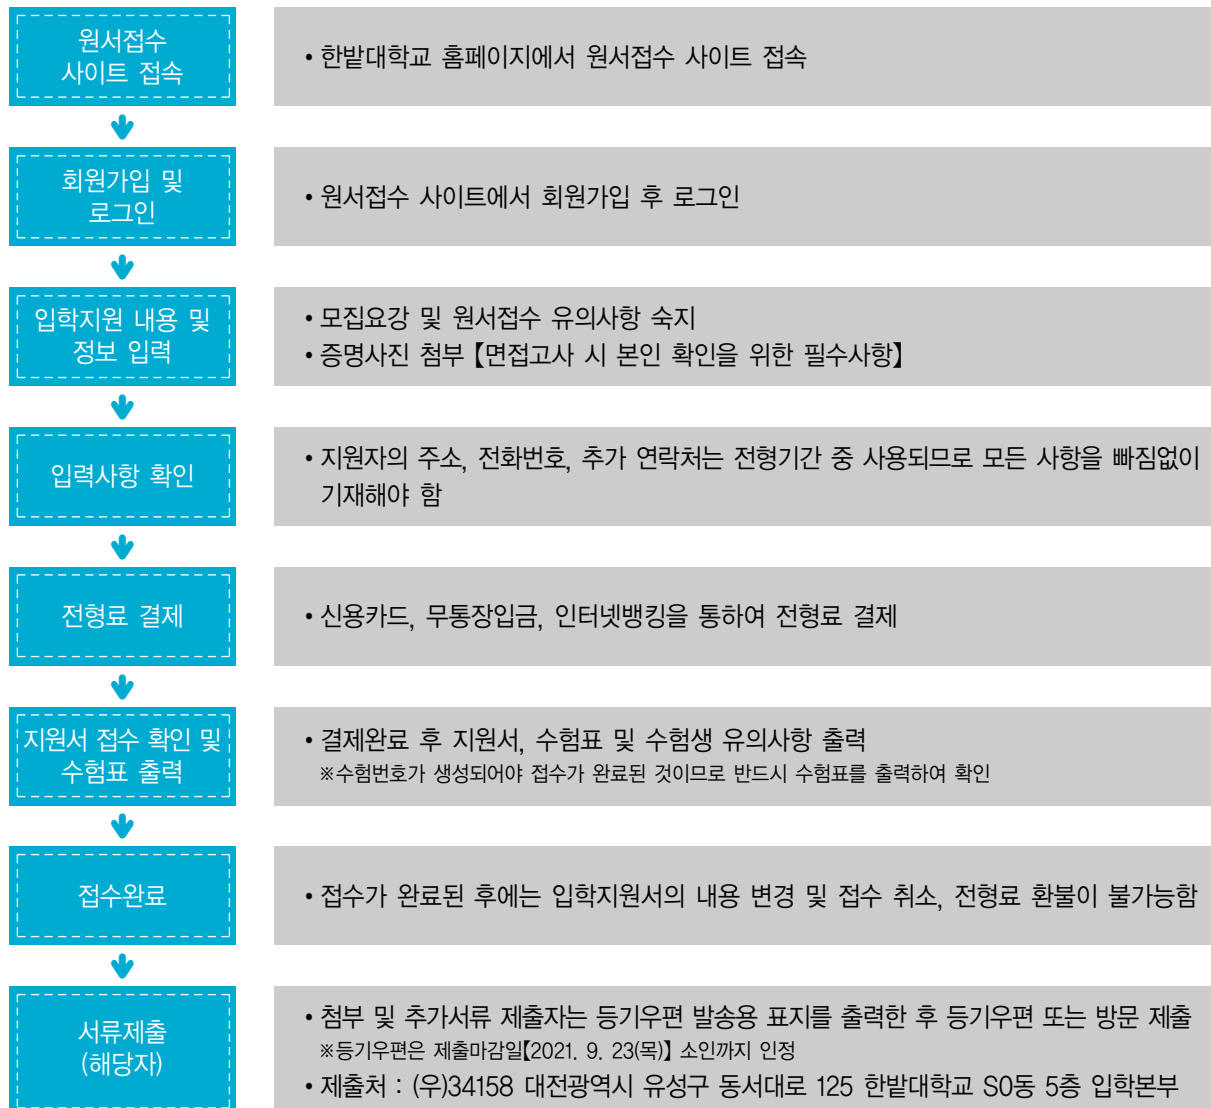 원서접수
사이트 접속
• 한밭대학교 홈페이지에서 원서접수 사이트 접속
회원가입 및
로그인
• 원서접수 사이트에서 회원가입 후 로그인
입학지원 내용 및
정보 입력
• 모집요강 및 원서접수 유의사항 숙지
• 증명사진 첨부【면접고사 시 본인 확인을 위한 필수사항】
입력사항 확인
• 지원자의 주소, 전화번호, 추가 연락처는 전형기간 중 사용되므로 모든 사항을 빠짐없이
기재해야 함
전형료 결제
• 신용카드, 무통장입금, 인터넷뱅킹을 통하여 전형료 결제
지원서 접수 확인 및
수험표 출력
• 결제완료 후 지원서, 수험표 및 수험생 유의사항 출력
※수험번호가 생성되어야 접수가 완료된 것이므로 반드시 수험표를 출력하여 확인
접수완료
• 접수가 완료된 후에는 입학지원서의 내용 변경 및 접수 취소, 전형료 환불이 불가능함
서류제출
(해당자)
• 첨부 및 추가서류 제출자는 등기우편 발송용 표지를 출력한 후 등기우편 또는 방문 제출
※등기우편은 제출마감일【2021. 9. 23(목)】 소인까지 인정
• 제출처 : (우)34158 대전광역시 유성구 동서대로 125 한밭대학교 S0동 5층 입학본부